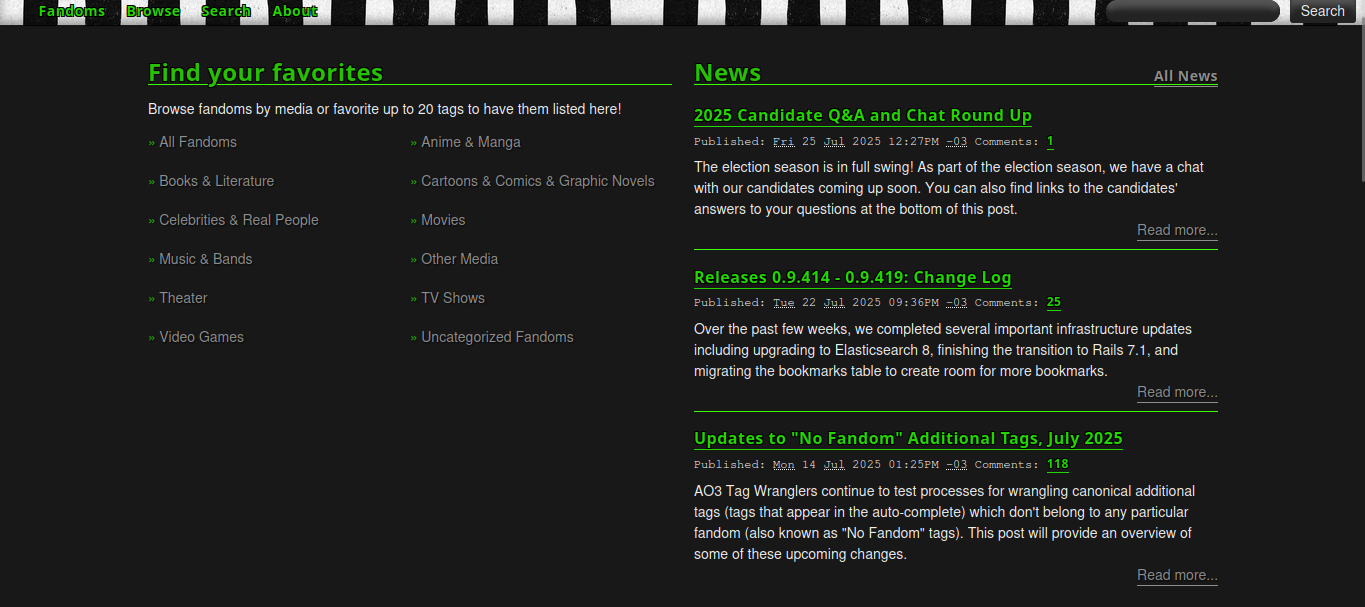 Fandoms Browse Search About
Search
Find your favorites
Browse fandoms by media or favorite up to 20 tags to have them listed here!
» All Fandoms
» Anime & Manga
» Books & Literature
» Cartoons & Comics & Graphic Novels
» Celebrities & Real People
» Movies
» Music & Bands
» Other Media
» Theater
» TV Shows
» Video Games
» Uncategorized Fandoms
News
All News
2025 Candidate Q&A and Chat Round Up
Published: Fri 25 Jul 2025 12:27PM -03 Comments: 1
The election season is in full swing! As part of the election season, we have a chat
with our candidates coming up soon. You can also find links to the candidates'
answers to your questions at the bottom of this post.
Read more...
Releases 0.9.414 - 0.9.419: Change Log
Published: Tue 22 Jul 2025 09:36PM -03 Comments: 25
Over the past few weeks, we completed several important infrastructure updates
including upgrading to Elasticsearch 8, finishing the transition to Rails 7.1, and
migrating the bookmarks table to create room for more bookmarks.
Read more...
Updates to "No Fandom" Additional Tags, July 2025
Published: Mon 14 Jul 2025 01:25PM -03 Comments: 118
AO3 Tag Wranglers continue to test processes for wrangling canonical additional
tags (tags that appear in the auto-complete) which don't belong to any particular
fandom (also known as "No Fandom" tags). This post will provide an overview of
some of these upcoming changes.
Read more...